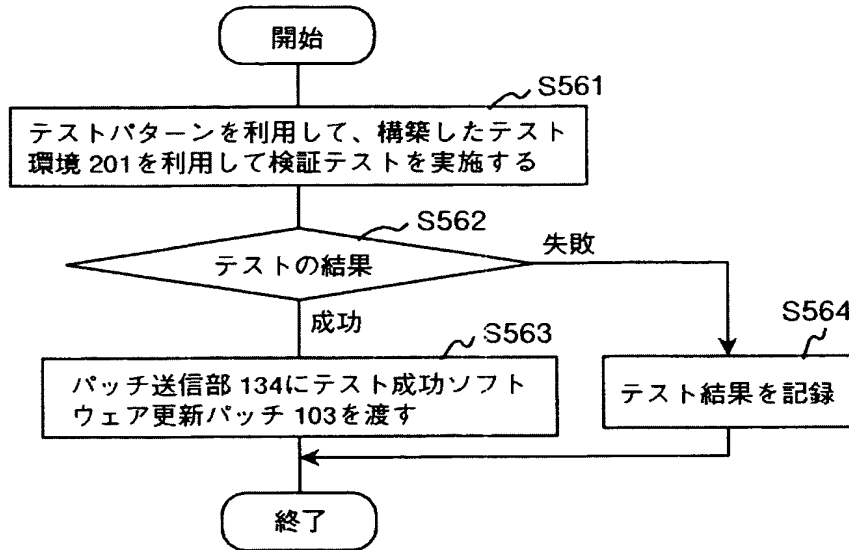 開始
S561
テストパターンを利用して、構築したテスト
環境201を利用して検証テストを実施する
S562
テストの結果
失敗
成功
S563
パッチ送信部134にテスト成功ソフト
ウェア更新パッチ103を渡す
S564
テスト結果を記録
終了